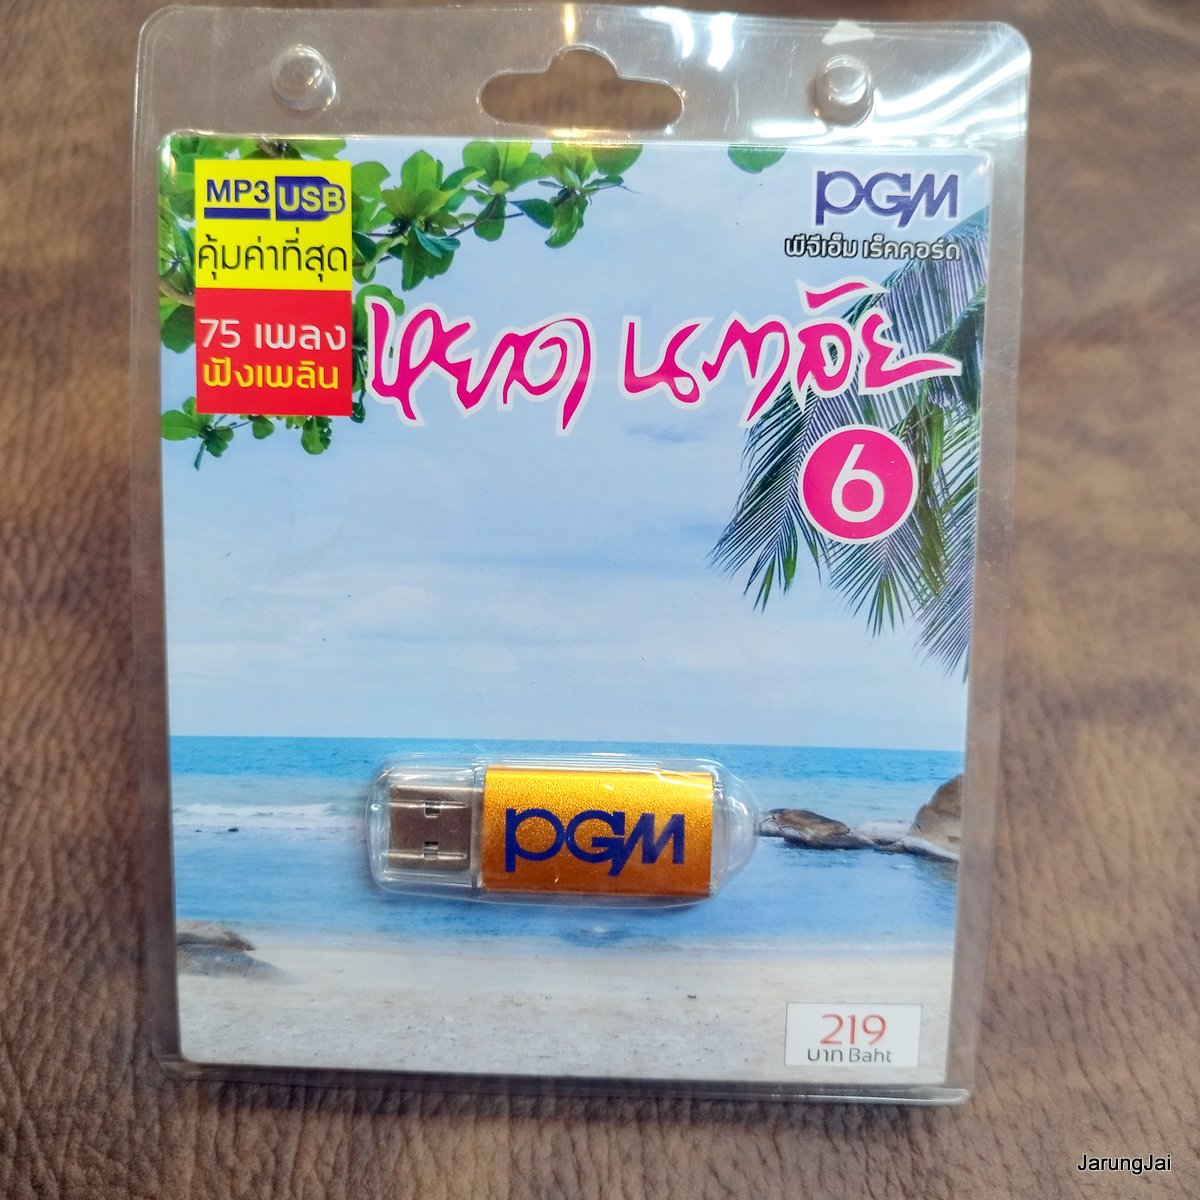 MP3 USB
คุ้มค่าที่สุด
75 เพลง
ฟังเพลิน
PGM
พีจีเอ็ม เร็คคอร์ด
หยาด นภาลัย
6
PGM
219
บาท Baht
JarungJai